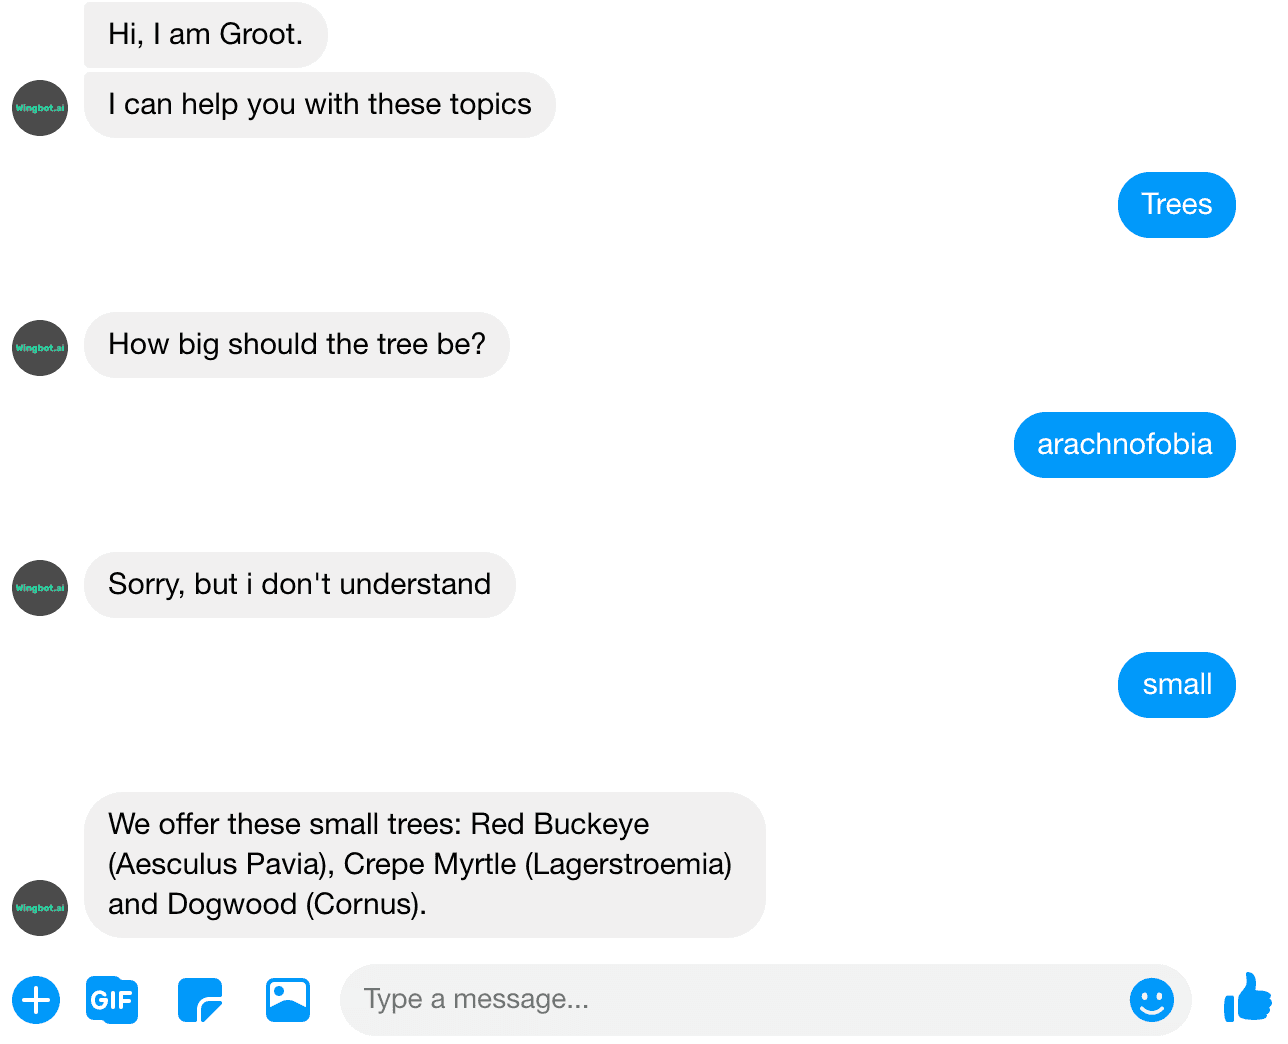 Hi, I am Groot.
Wingbot.ai
I can help you with these topics
Trees
Wingbot.ai
How big should the tree be?
arachnofobia
Wingbot.ai
Sorry, but i don't understand
small
We offer these small trees: Red Buckeye
(Aesculus Pavia), Crepe Myrtle (Lagerstroemia)
and Dogwood (Cornus).
Wingbot.ai
GIF
Type a message...